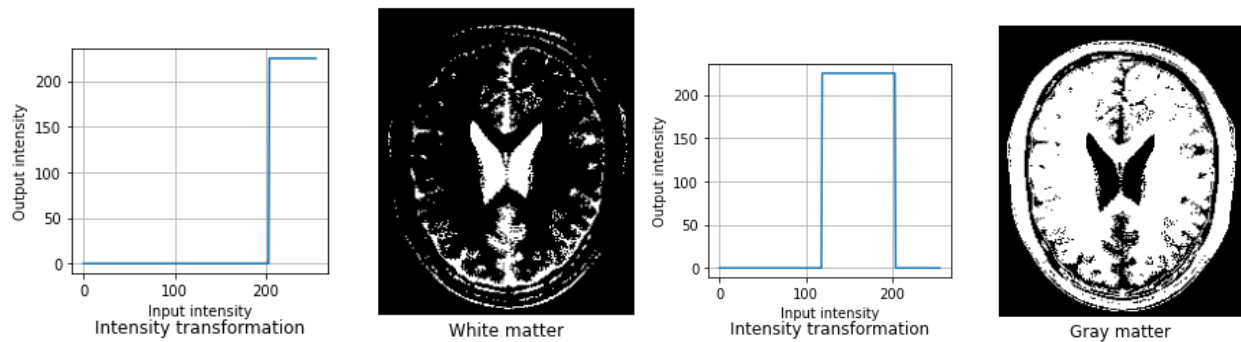 200
150
100
50
0
Output intensity
0 100 200
Input intensity
Intensity transformation
White matter
200
150
100
50
0
Output intensity
0 100 200
Input intensity
Intensity transformation
Gray matter